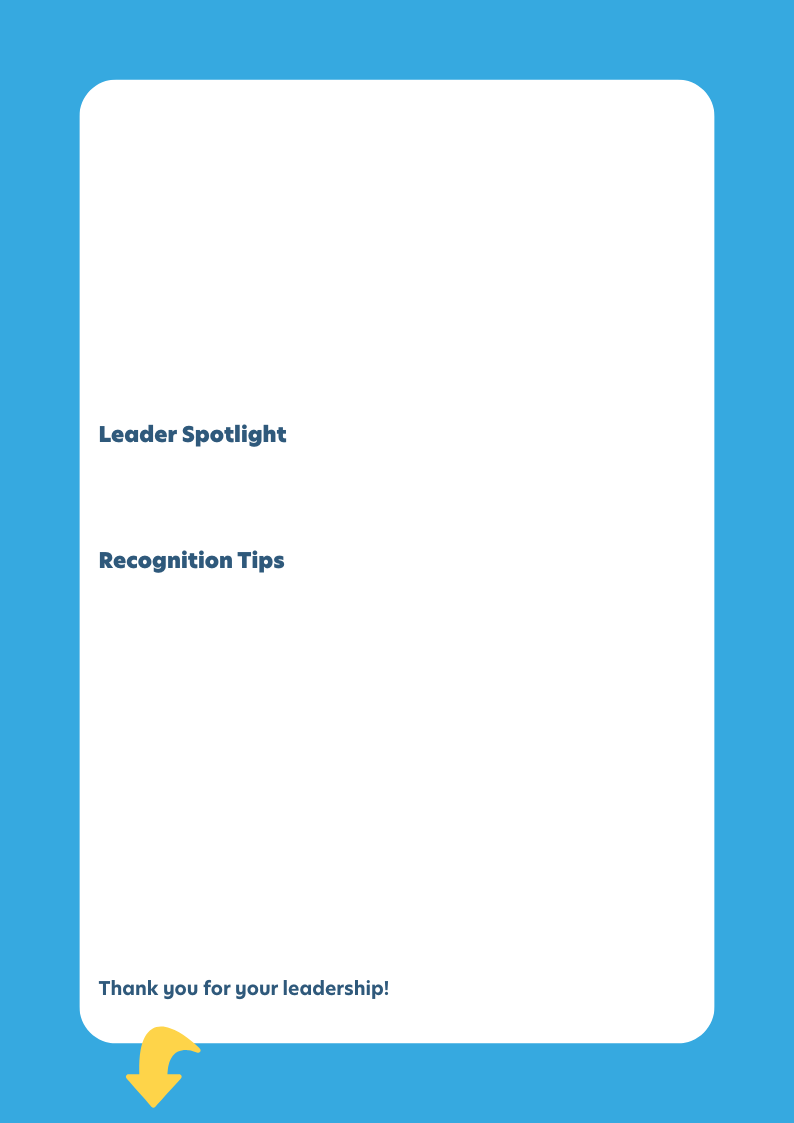 Leader Spotlight
Recognition Tips
Thank you for your leadership!